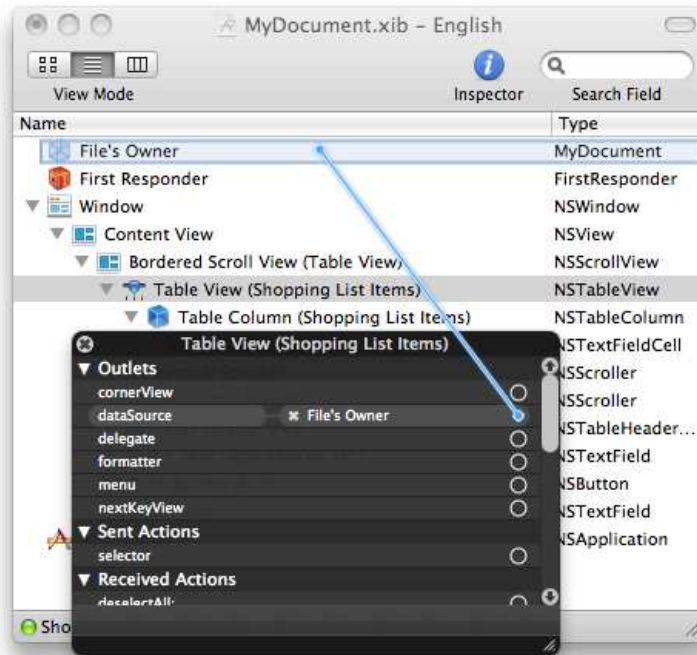 MyDocument.xib – English
View Mode
Inspector
Search Field
Name Type
File's Owner MyDocument
First Responder FirstResponder
Window NSWindow
Content View NSView
Bordered Scroll View (Table View) NSScrollView
Table View (Shopping List Items) NSTableView
Table Column (Shopping List Items) NSTableColumn
Table View (Shopping List Items) NSTextFieldCell
Outlets NSScroller
cornerView
dataSource File's Owner NSScroller
delegate NSTableHeader...
formatter NSTextField
menu NSButton
nextKeyView NSTextField
Sent Actions NSApplication
selector
Received Actions
deselectAll:
Sho